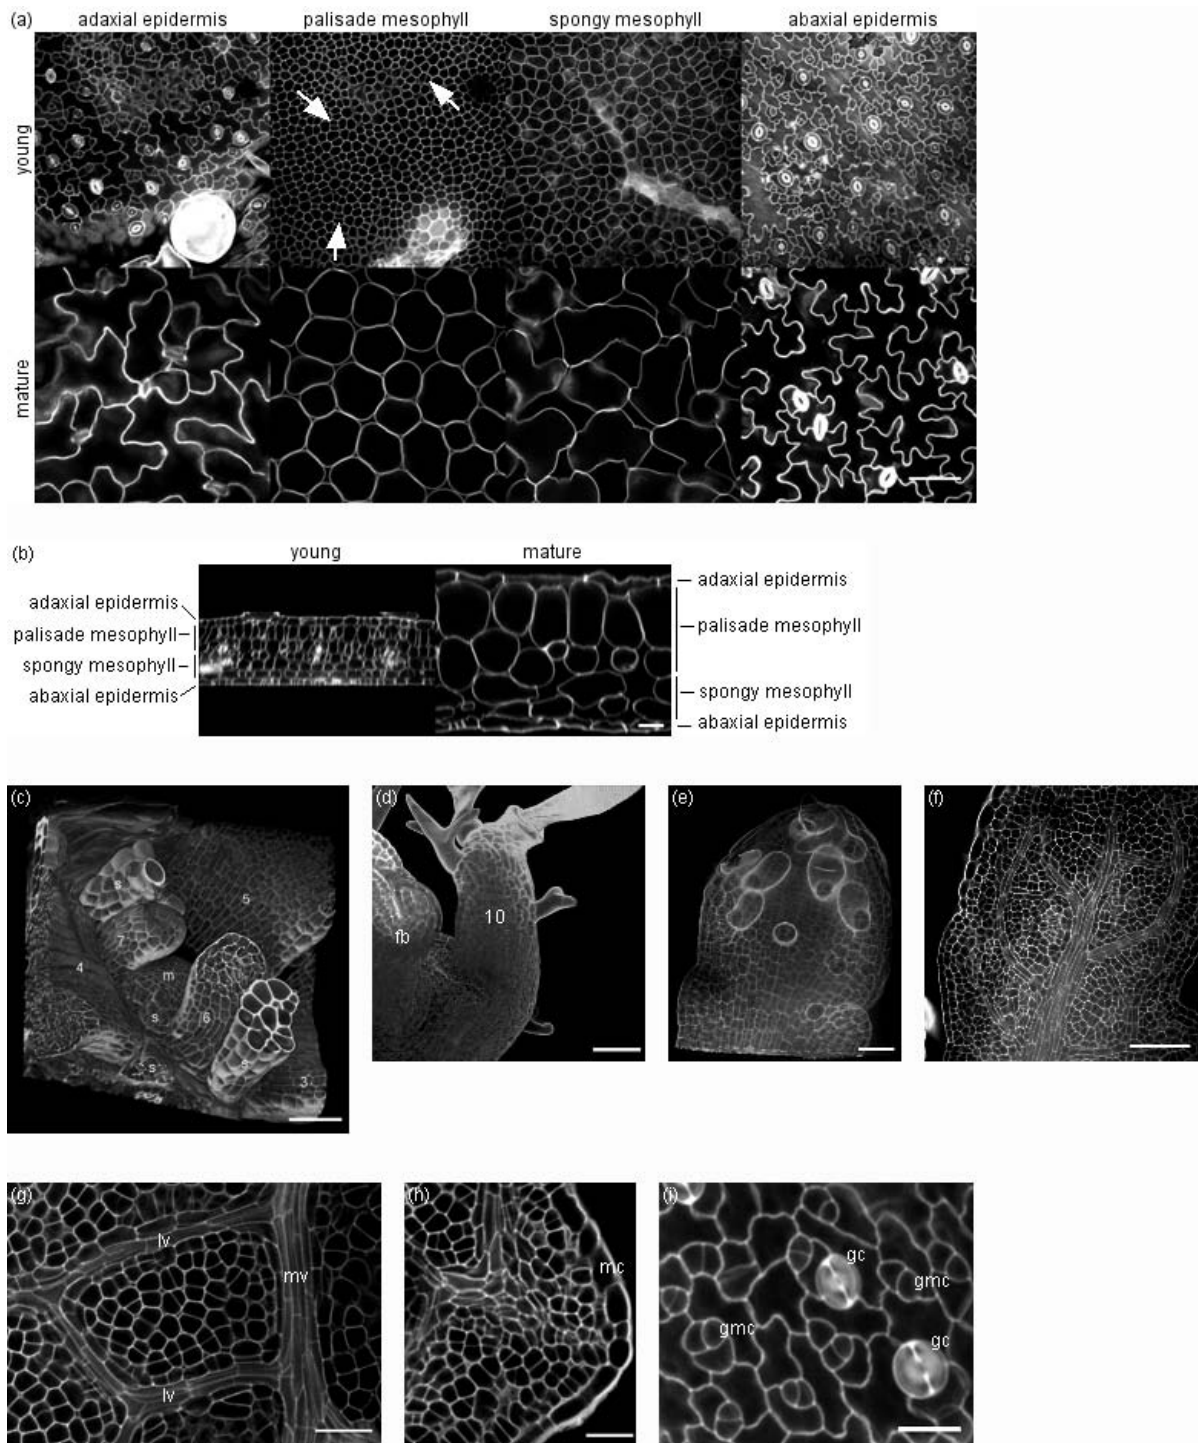 (a) adaxial epidermis palisade mesophyll spongy mesophyll abaxial epidermis
young
mature
(b) young mature
adaxial epidermis
palisade mesophyll
spongy mesophyll
abaxial epidermis
adaxial epidermis
palisade mesophyll
spongy mesophyll
abaxial epidermis
(c) (d) (e) (f)
s
5
7
4
m
s
6
s
s
3
10
fb
(g) (h) (i)
lv
mv
lv
mc
gc
gmc
gmc
gc